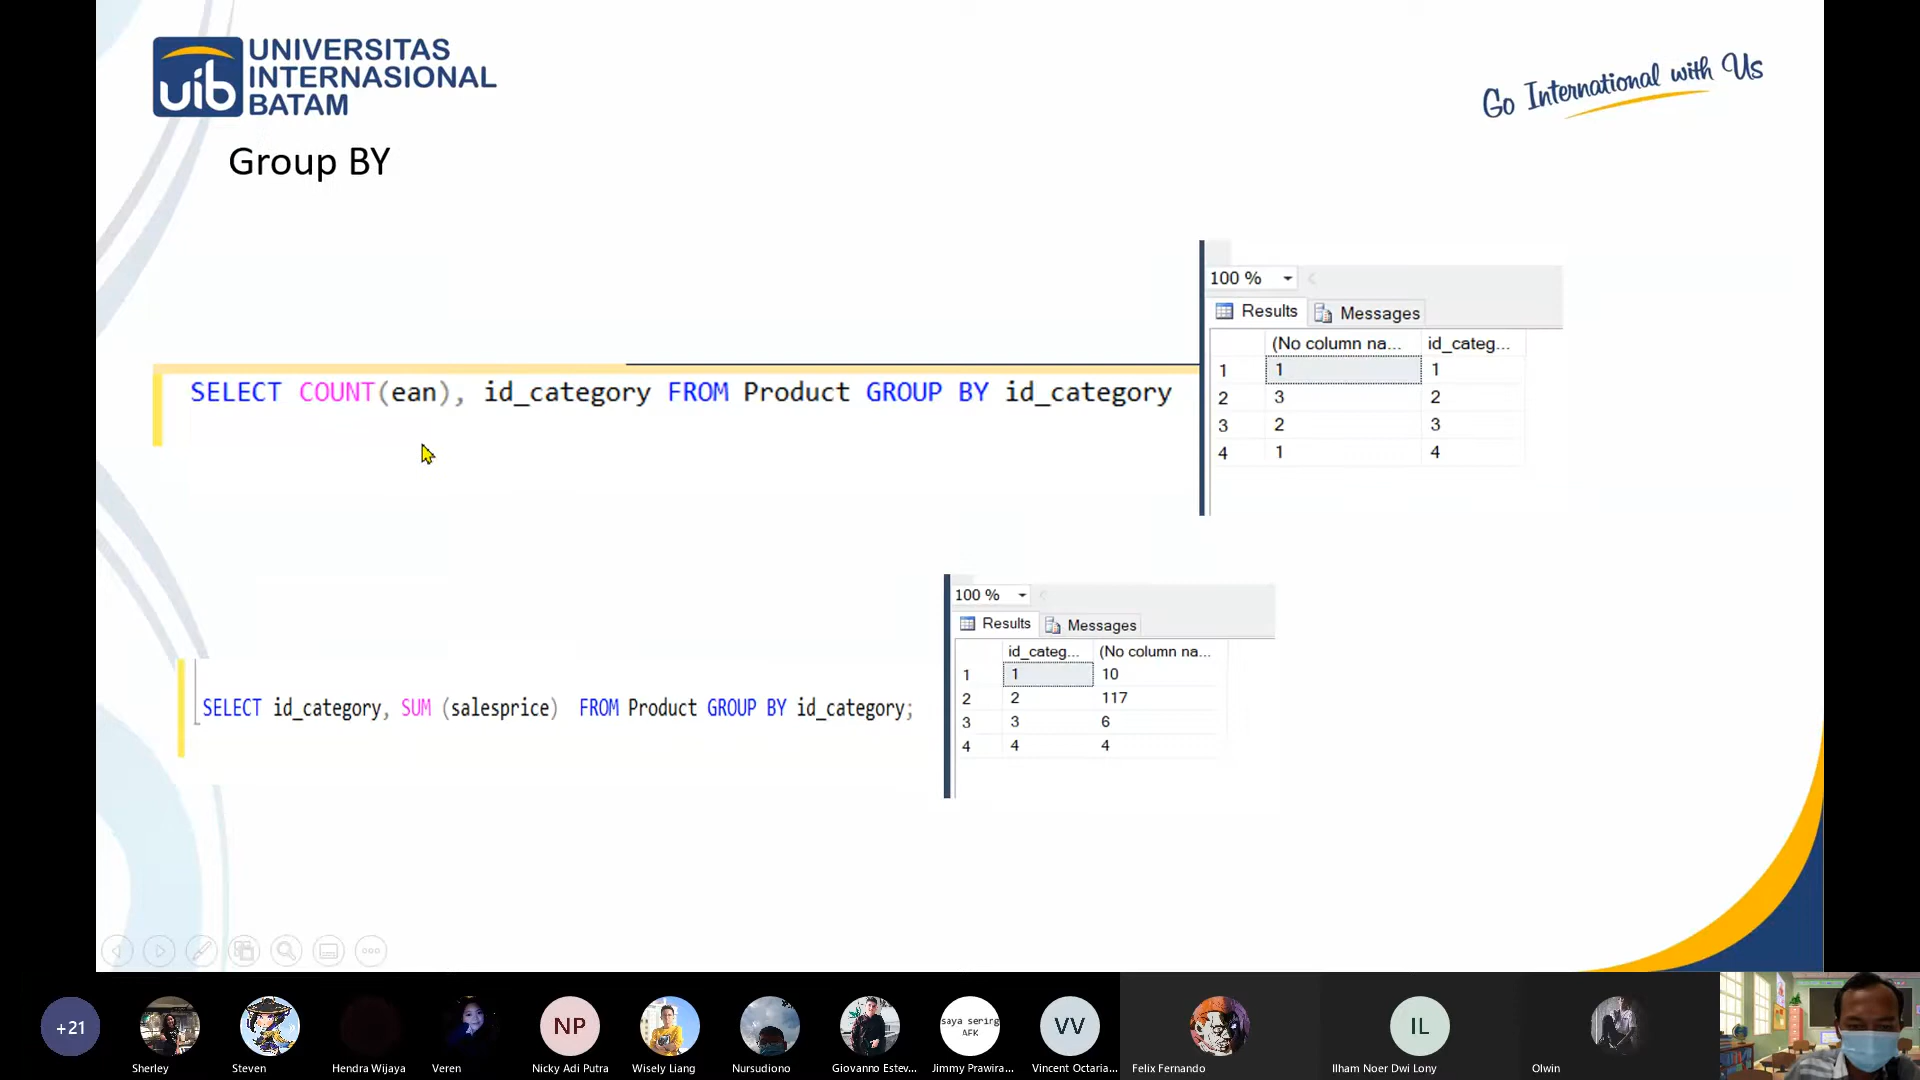 UNIVERSITAS
INTERNASIONAL
BATAM
uib
Go International with Us
Group BY
100 %
Results Messages
(No column na... id_categ...
1 1 1
2 3 2
3 2 3
4 1 4
SELECT COUNT(ean), id_category FROM Product GROUP BY id_category
100 %
Results Messages
id_categ... (No column na...
1 1 10
2 2 117
3 3 6
4 4 4
SELECT id_category, SUM (salesprice) FROM Product GROUP BY id_category;
+21
NP
saya sering
AFK
VV
IL
Sherley
Steven
Hendra Wijaya
Veren
Nicky Adi Putra
Wisely Liang
Nursudiono
Giovanno Estev...
Jimmy Prawira...
Vincent Octaria...
Felix Fernando
Ilham Noer Dwi Lony
Olwin